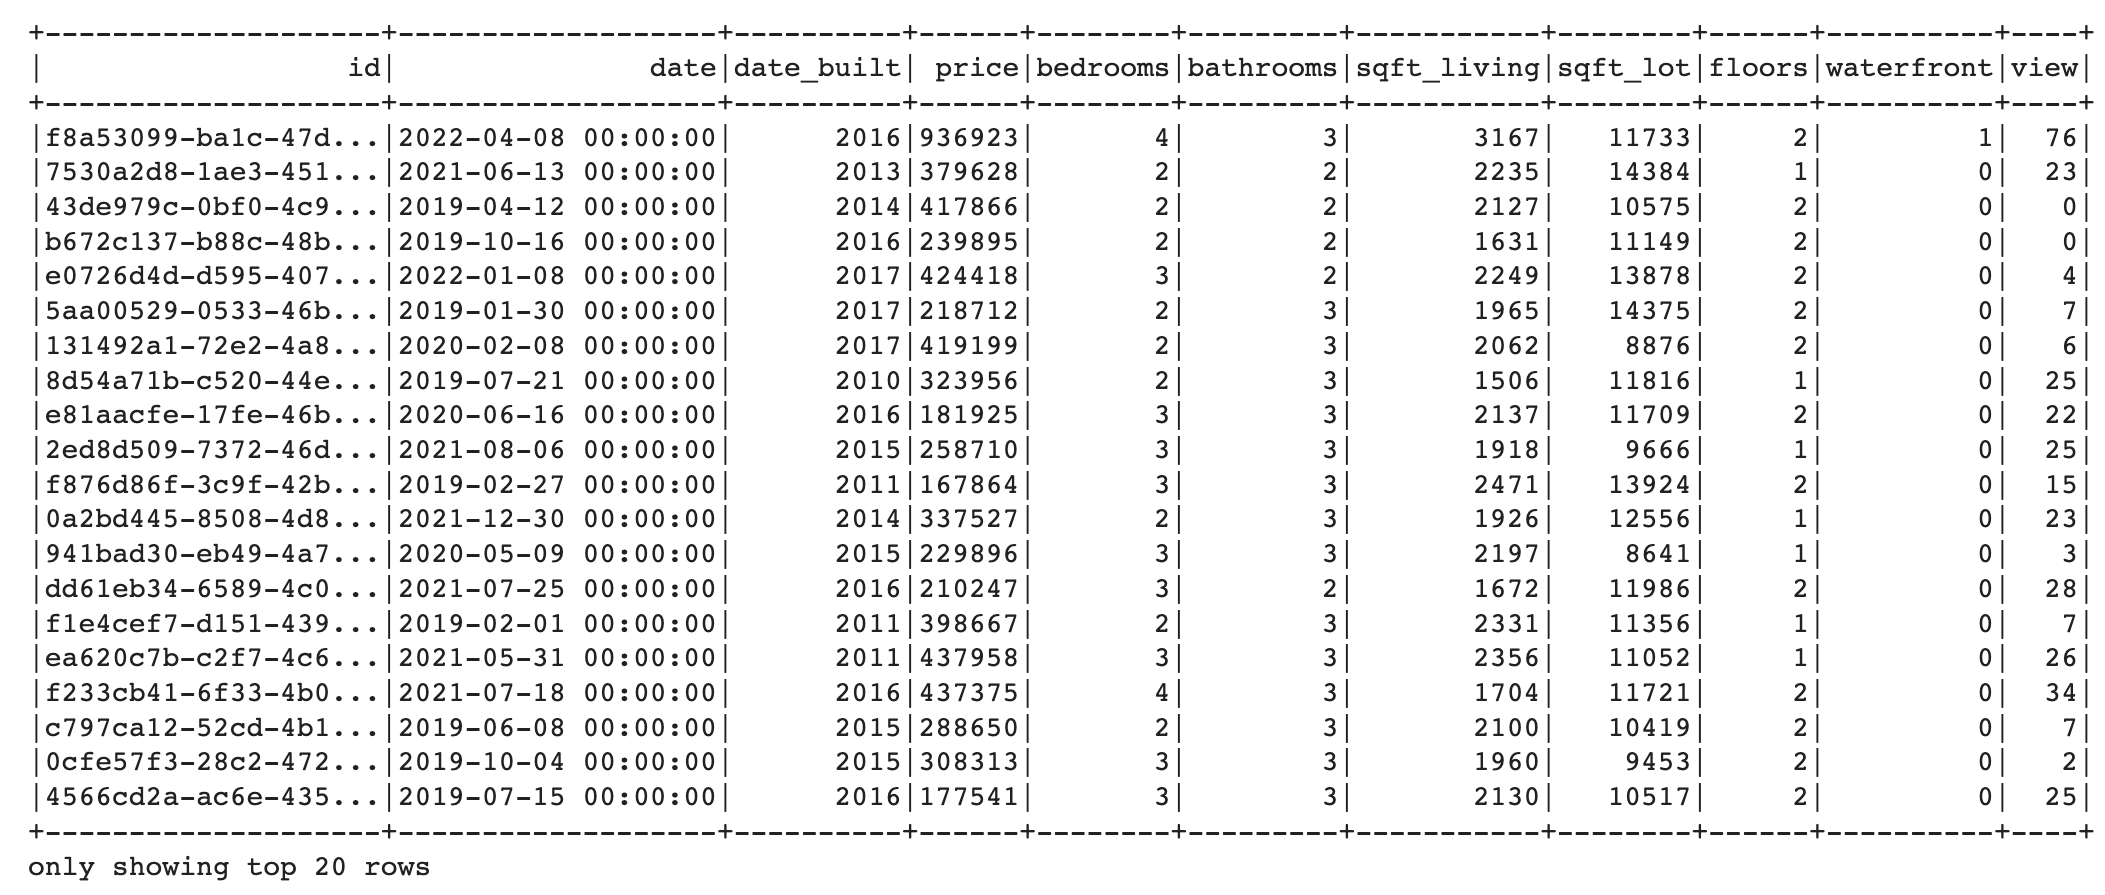 +--------------------+-------------------+----------+------+--------+---------+-----------+--------+------+----------+----+
|                  id|               date|date_built| price|bedrooms|bathrooms|sqft_living|sqft_lot|floors|waterfront|view|
+--------------------+-------------------+----------+------+--------+---------+-----------+--------+------+----------+----+
|f8a53099-ba1c-47d...|2022-04-08 00:00:00|      2016|936923|       4|        3|       3167|   11733|     2|         1|  76|
|7530a2d8-1ae3-451...|2021-06-13 00:00:00|      2013|379628|       2|        2|       2235|   14384|     1|         0|  23|
|43de979c-0bf0-4c9...|2019-04-12 00:00:00|      2014|417866|       2|        2|       2127|   10575|     2|         0|   0|
|b672c137-b88c-48b...|2019-10-16 00:00:00|      2016|239895|       2|        2|       1631|   11149|     2|         0|   0|
|e0726d4d-d595-407...|2022-01-08 00:00:00|      2017|424418|       3|        2|       2249|   13878|     2|         0|   4|
|5aa00529-0533-46b...|2019-01-30 00:00:00|      2017|218712|       2|        3|       1965|   14375|     2|         0|   7|
|131492a1-72e2-4a8...|2020-02-08 00:00:00|      2017|419199|       2|        3|       2062|    8876|     2|         0|   6|
|8d54a71b-c520-44e...|2019-07-21 00:00:00|      2010|323956|       2|        3|       1506|   11816|     1|         0|  25|
|e81aacfe-17fe-46b...|2020-06-16 00:00:00|      2016|181925|       3|        3|       2137|   11709|     2|         0|  22|
|2ed8d509-7372-46d...|2021-08-06 00:00:00|      2015|258710|       3|        3|       1918|    9666|     1|         0|  25|
|f876d86f-3c9f-42b...|2019-02-27 00:00:00|      2011|167864|       3|        3|       2471|   13924|     2|         0|  15|
|0a2bd445-8508-4d8...|2021-12-30 00:00:00|      2014|337527|       2|        3|       1926|   12556|     1|         0|  23|
|941bad30-eb49-4a7...|2020-05-09 00:00:00|      2015|229896|       3|        3|       2197|    8641|     1|         0|   3|
|dd61eb34-6589-4c0...|2021-07-25 00:00:00|      2016|210247|       3|        2|       1672|   11986|     2|         0|  28|
|f1e4cef7-d151-439...|2019-02-01 00:00:00|      2011|398667|       2|        3|       2331|   11356|     1|         0|   7|
|ea620c7b-c2f7-4c6...|2021-05-31 00:00:00|      2011|437958|       3|        3|       2356|   11052|     1|         0|  26|
|f233cb41-6f33-4b0...|2021-07-18 00:00:00|      2016|437375|       4|        3|       1704|   11721|     2|         0|  34|
|c797ca12-52cd-4b1...|2019-06-08 00:00:00|      2015|288650|       2|        3|       2100|   10419|     2|         0|   7|
|0cfe57f3-28c2-472...|2019-10-04 00:00:00|      2015|308313|       3|        3|       1960|    9453|     2|         0|   2|
|4566cd2a-ac6e-435...|2019-07-15 00:00:00|      2016|177541|       3|        3|       2130|   10517|     2|         0|  25|
+--------------------+-------------------+----------+------+--------+---------+-----------+--------+------+----------+----+
only showing top 20 rows